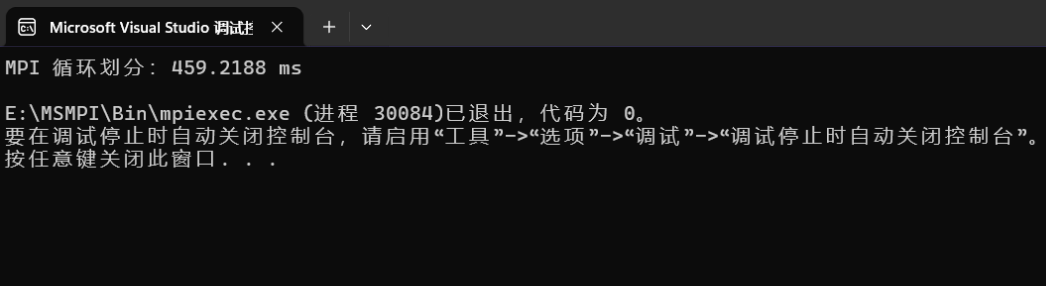 Microsoft Visual Studio 调试
MPI 循环划分：459.2188 ms
E:\MSMPI\Bin\mpiexec.exe (进程 30084)已退出，代码为 0。
要在调试停止时自动关闭控制台，请启用“工具”->“选项”->“调试”->“调试停止时自动关闭控制台”。
按任意键关闭此窗口. . .